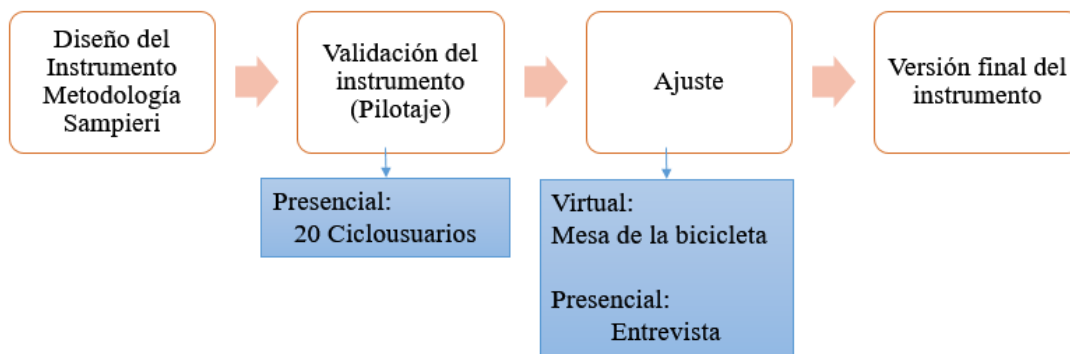 Diseño del
Instrumento
Metodología
Sampieri
Validación del
instrumento
(Pilotaje)
Ajuste
Versión final del
instrumento
Presencial:
20 Ciclousuarios
Virtual:
Mesa de la bicicleta
Presencial:
Entrevista